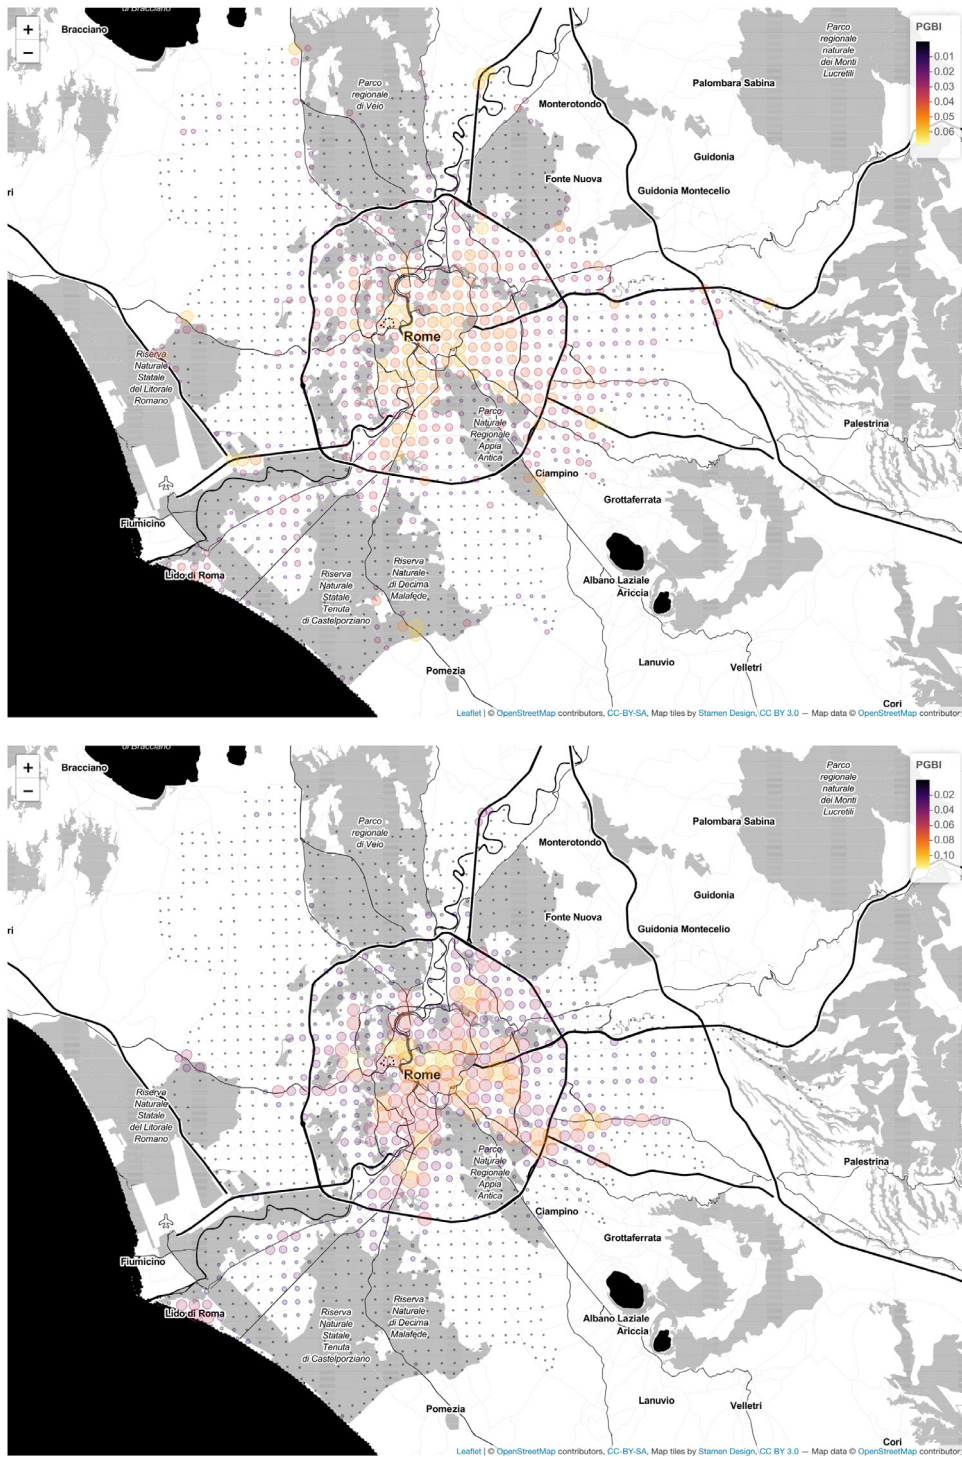 di Bracciano
Bracciano
+
−
Parco
regionale
di Veio
Monterotondo
Palombara Sabina
Parco
regionale
naturale
dei Monti
Lucretili
PGBI
0.01
0.02
0.03
0.04
0.05
0.06
Guidonia
Fonte Nuova
Guidonia Montecelio
ri
Rome
Riserva
Naturale
Statale
del Litorale
Romano
Parco
Naturale
Regionale
Appia
Antica
Palestrina
Ciampino
Grottaferrata
Fiumicino
Lido di Roma
Riserva
Naturale
Statale
Tenuta
di Castelporziano
Riserva
Naturale
di Decima
Malafede
Albano Laziale
Ariccia
Lanuvio
Velletri
Pomezia
Cori
Leaflet | © OpenStreetMap contributors, CC-BY-SA, Map tiles by Stamen Design, CC BY 3.0 — Map data © OpenStreetMap contributor
di Bracciano
Bracciano
+
−
Parco
regionale
di Veio
Monterotondo
Palombara Sabina
Parco
regionale
naturale
dei Monti
Lucretili
PGBI
0.02
0.04
0.06
0.08
0.10
Guidonia
Fonte Nuova
Guidonia Montecelio
ri
Rome
Riserva
Naturale
Statale
del Litorale
Romano
Parco
Naturale
Regionale
Appia
Antica
Palestrina
Ciampino
Grottaferrata
Fiumicino
Lido di Roma
Riserva
Naturale
Statale
Tenuta
di Castelporziano
Riserva
Naturale
di Decima
Malafede
Albano Laziale
Ariccia
Lanuvio
Velletri
Pomezia
Cori
Leaflet | © OpenStreetMap contributors, CC-BY-SA, Map tiles by Stamen Design, CC BY 3.0 — Map data © OpenStreetMap contributor